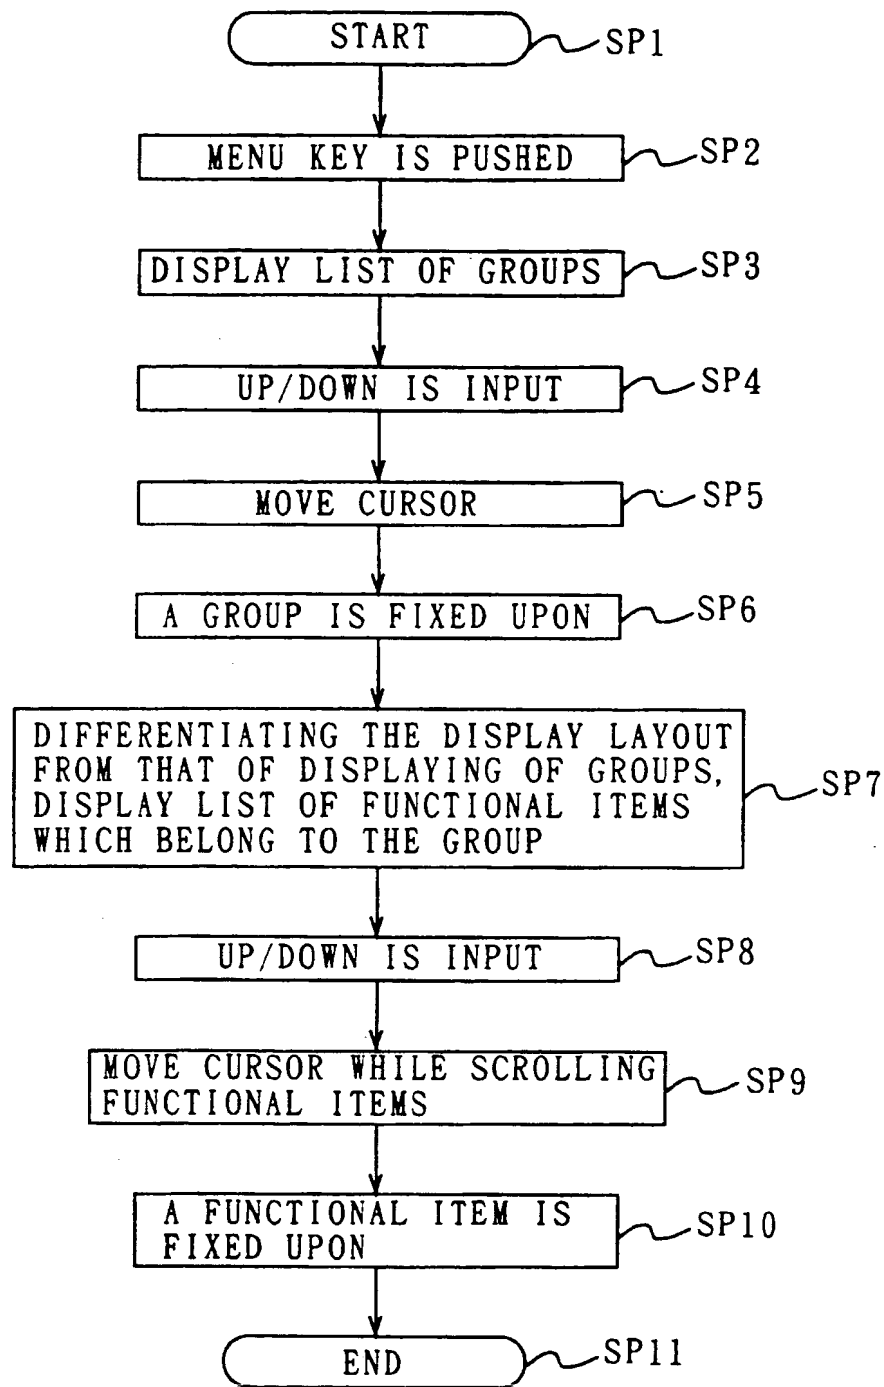 START
SP1
MENU KEY IS PUSHED
SP2
DISPLAY LIST OF GROUPS
SP3
UP/DOWN IS INPUT
SP4
MOVE CURSOR
SP5
A GROUP IS FIXED UPON
SP6
DIFFERENTIATING THE DISPLAY LAYOUT
FROM THAT OF DISPLAYING OF GROUPS,
DISPLAY LIST OF FUNCTIONAL ITEMS
WHICH BELONG TO THE GROUP
SP7
UP/DOWN IS INPUT
SP8
MOVE CURSOR WHILE SCROLLING
FUNCTIONAL ITEMS
SP9
A FUNCTIONAL ITEM IS
FIXED UPON
SP10
END
SP11